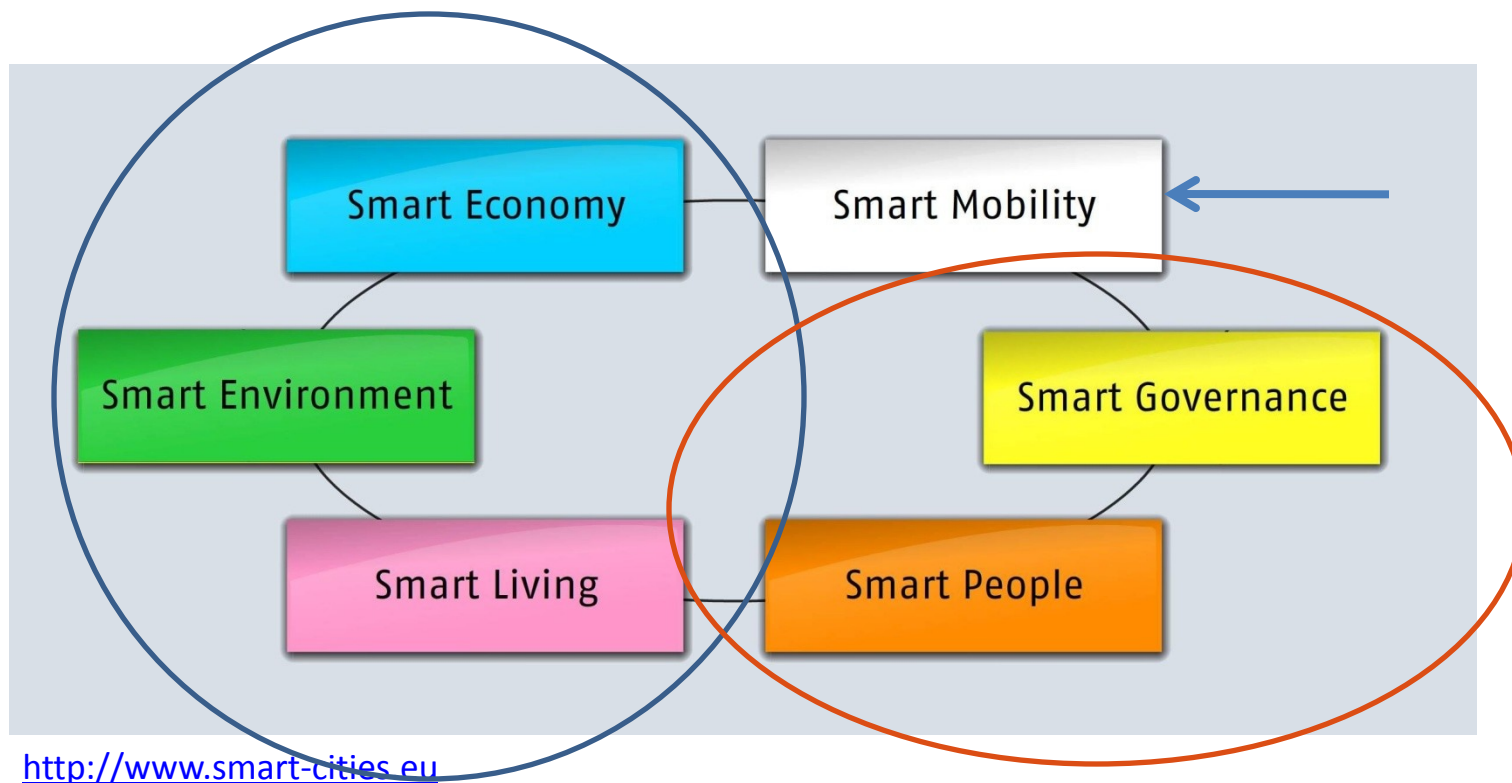 Smart Economy
Smart Mobility
Smart Environment
Smart Governance
Smart Living
Smart People
http://www.smart-cities.eu